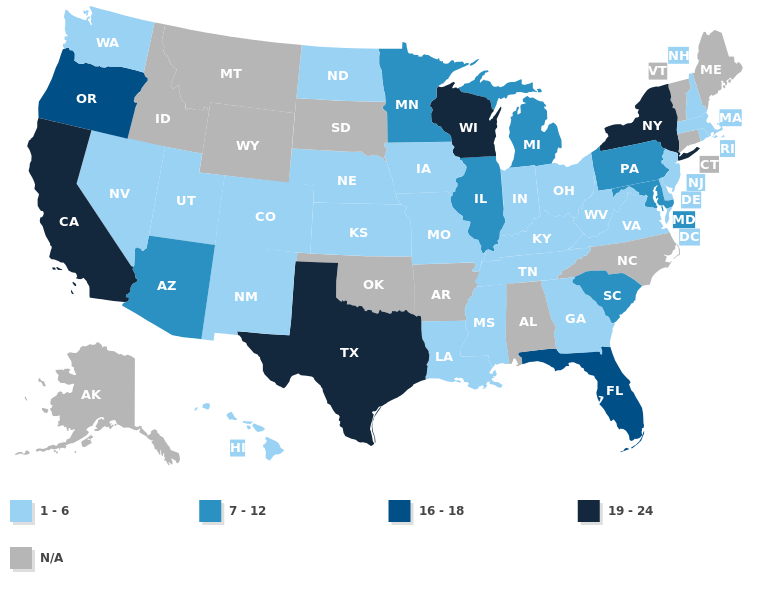 WA
OR
CA
NV
ID
MT
WY
UT
AZ
CO
NM
ND
SD
NE
KS
OK
TX
MN
IA
MO
AR
LA
WI
IL
MI
IN
OH
KY
TN
MS
AL
GA
FL
SC
NC
VA
WV
PA
NY
VT
NH
ME
MA
RI
CT
NJ
DE
MD
DC
AK
HI
1 - 6
7 - 12
16 - 18
19 - 24
N/A